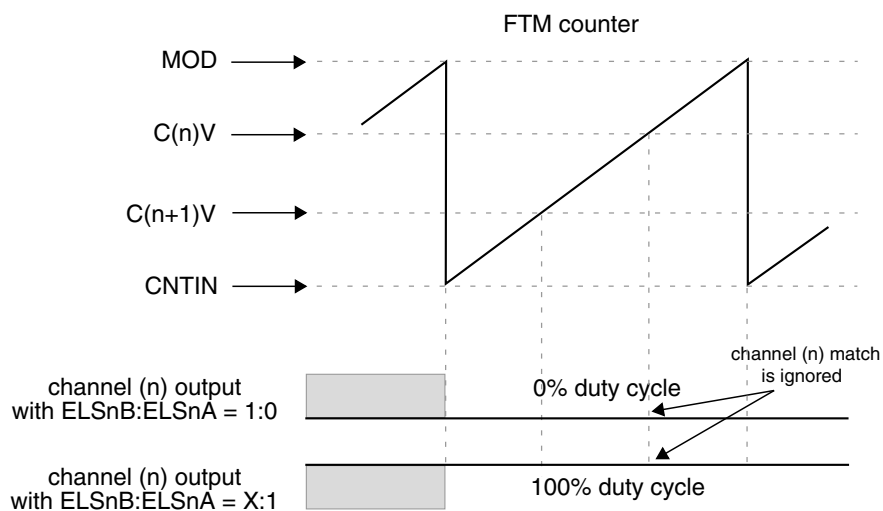 FTM counter
MOD
C(n)V
C(n+1)V
CNTIN
channel (n) match
is ignored
channel (n) output
with ELSnB:ELSnA = 1:0
0% duty cycle
channel (n) output
with ELSnB:ELSnA = X:1
100% duty cycle